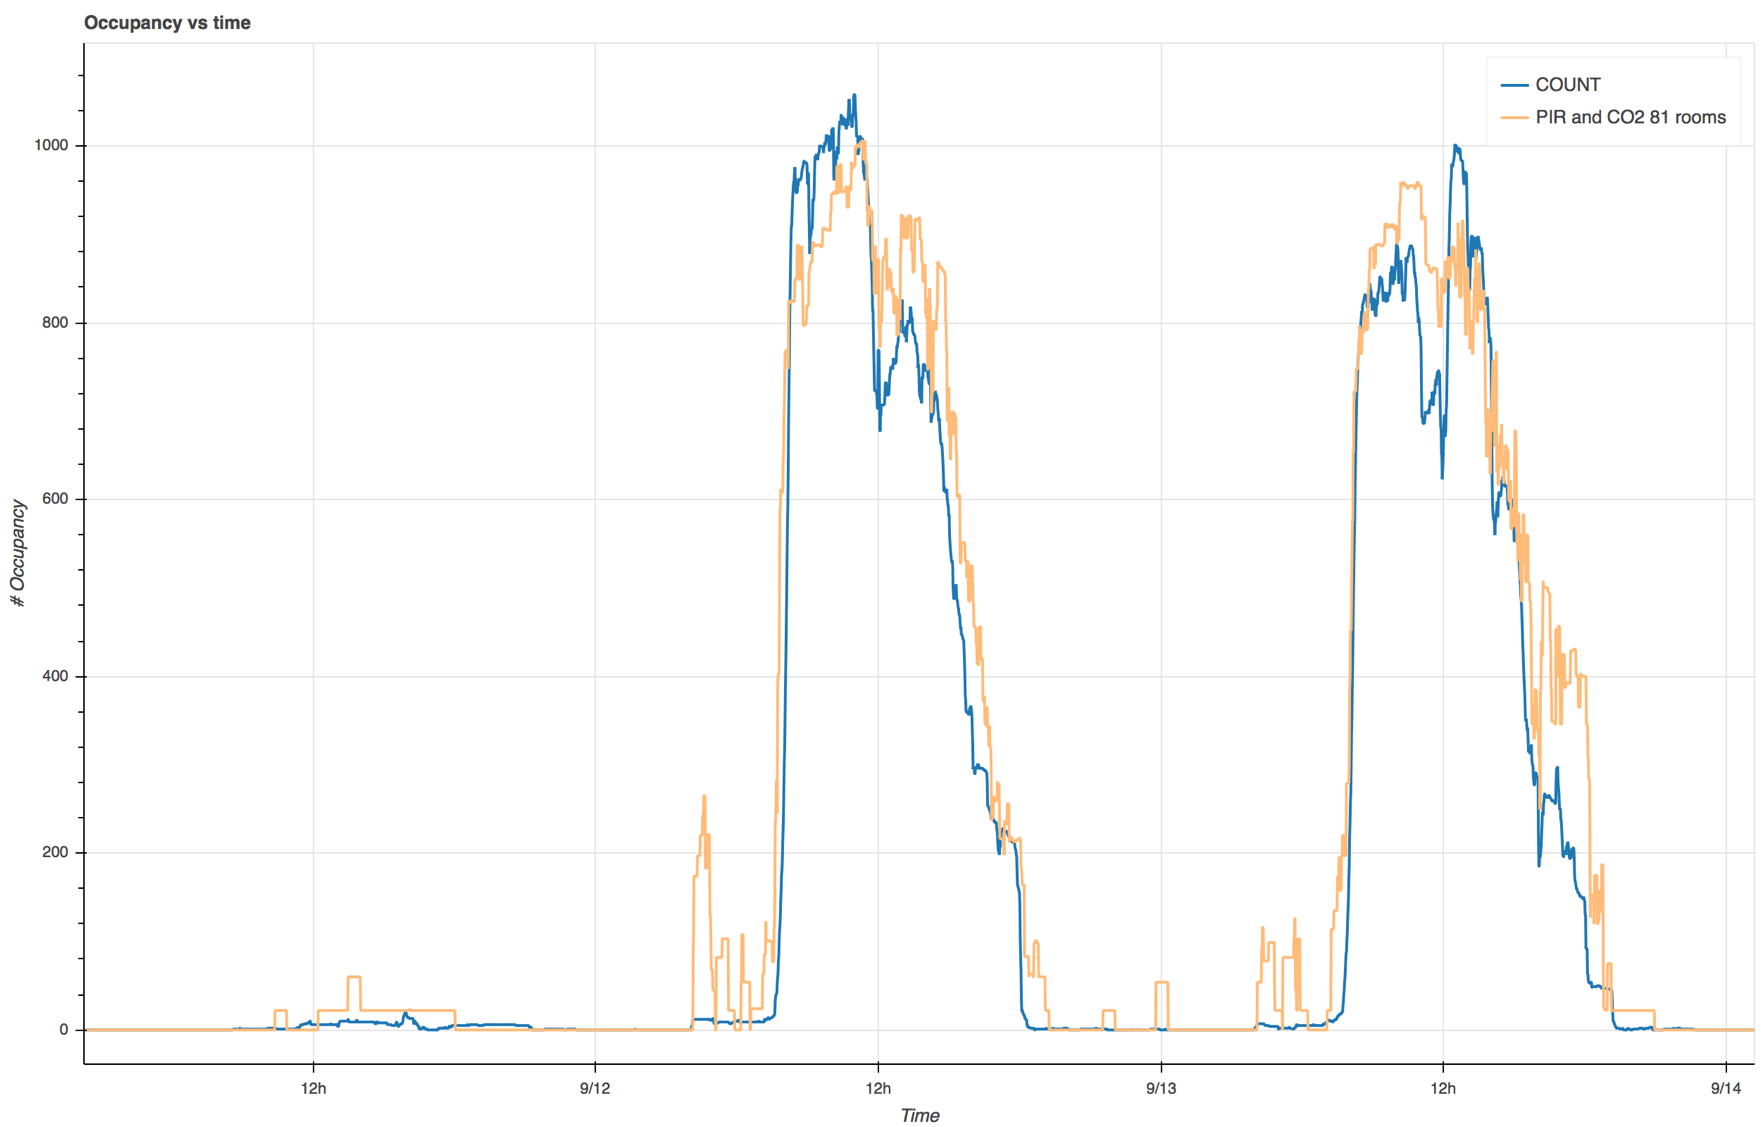 Occupancy vs time
COUNT
PIR and CO2 81 rooms
1000
800
600
400
200
0
# Occupancy
12h
9/12
12h
9/13
12h
9/14
Time